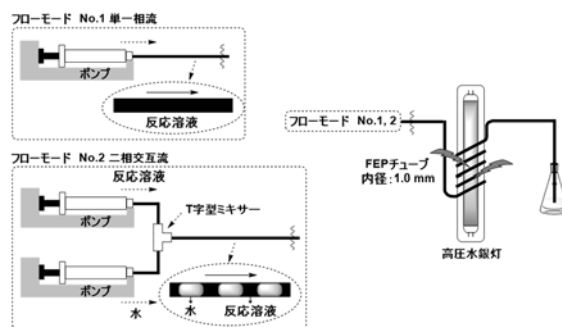 フローモード No.1 単一相流
ポンプ
反応溶液
フローモード No.2 二相交互流
反応溶液
ポンプ
T字型ミキサー
ポンプ
水
水
反応溶液
フローモード No.1, 2
FEPチューブ
内径：1.0 mm
高圧水銀灯